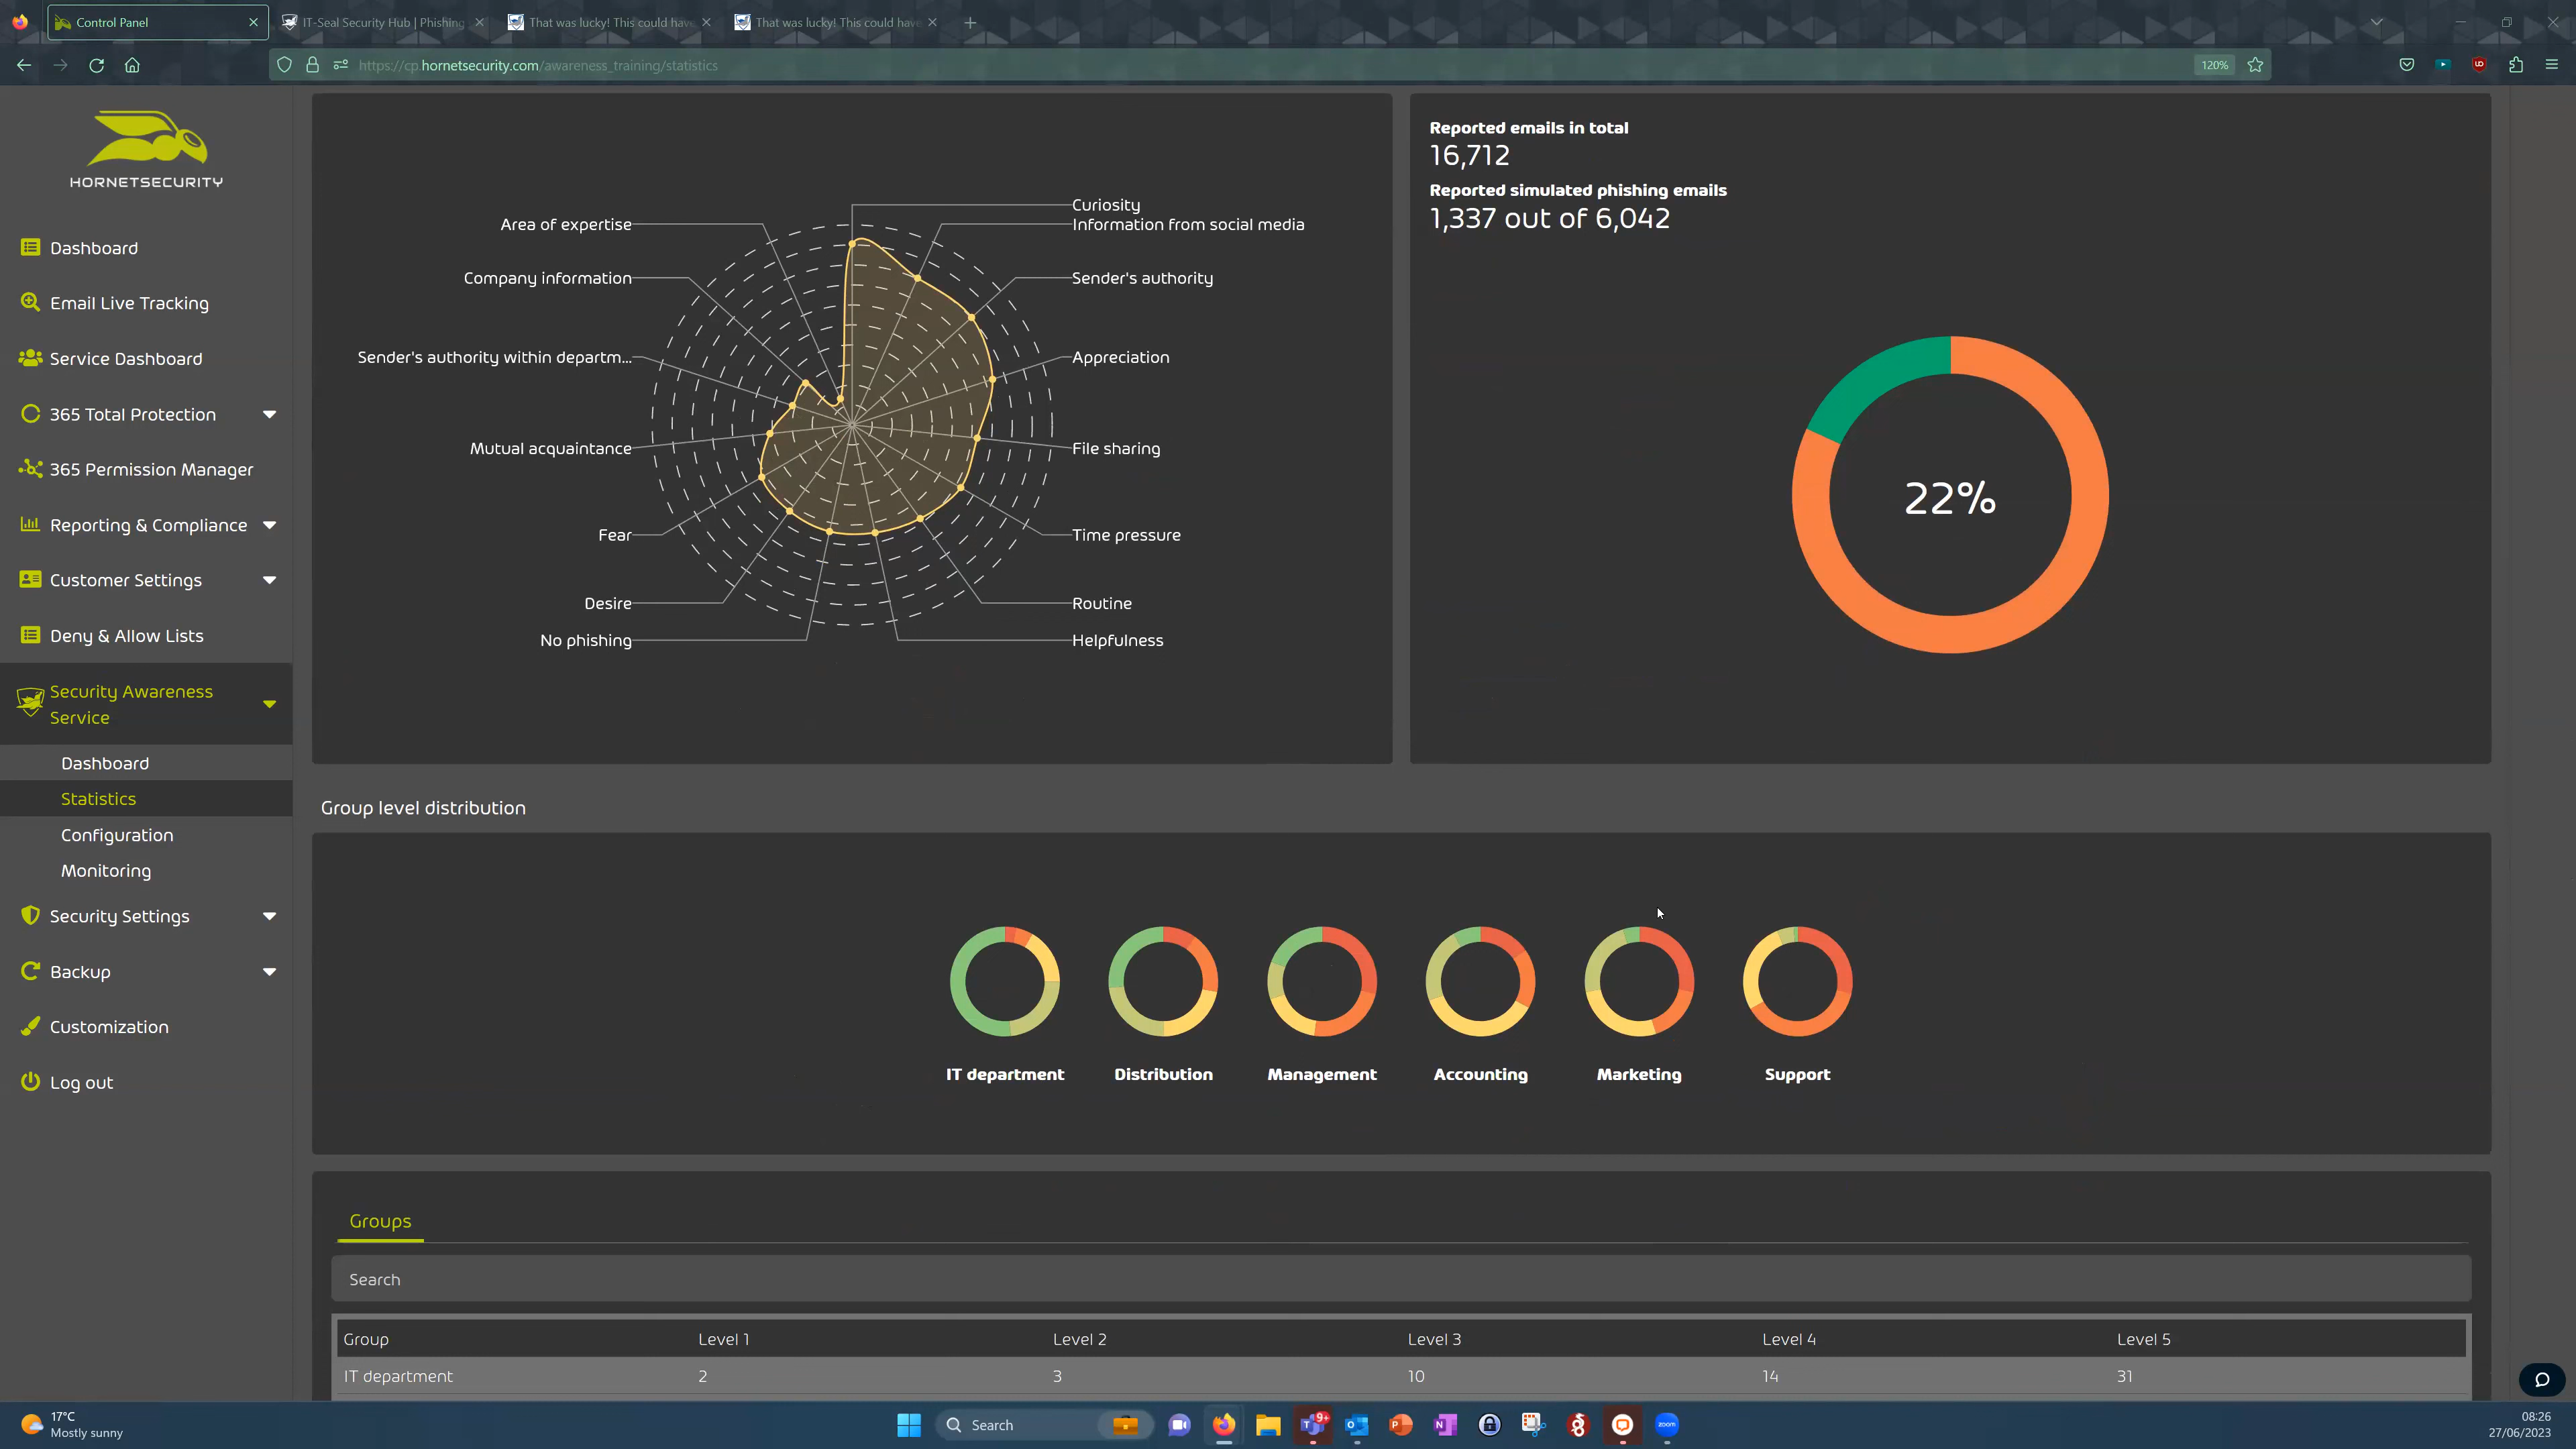 Control Panel
IT-Seal Security Hub | Phishing
That was lucky! This could have
That was lucky! This could have
https://cp.hornetsecurity.com/awareness_training/statistics
120%
HORNETSECURITY
Dashboard
Email Live Tracking
Service Dashboard
365 Total Protection
365 Permission Manager
Reporting & Compliance
Customer Settings
Deny & Allow Lists
Security Awareness
Service
Dashboard
Statistics
Configuration
Monitoring
Security Settings
Backup
Customization
Log out
Curiosity
Area of expertise
Information from social media
Company information
Sender's authority
Sender's authority within departm...
Appreciation
Mutual acquaintance
File sharing
Fear
Time pressure
Desire
Routine
No phishing
Helpfulness
Reported emails in total
16,712
Reported simulated phishing emails
1,337 out of 6,042
22%
Group level distribution
IT department
Distribution
Management
Accounting
Marketing
Support
Groups
Search
Group Level 1 Level 2 Level 3 Level 4 Level 5
IT department 2 3 10 14 31
17°C
Mostly sunny
Search
9+
zoom
08:26
27/06/2023